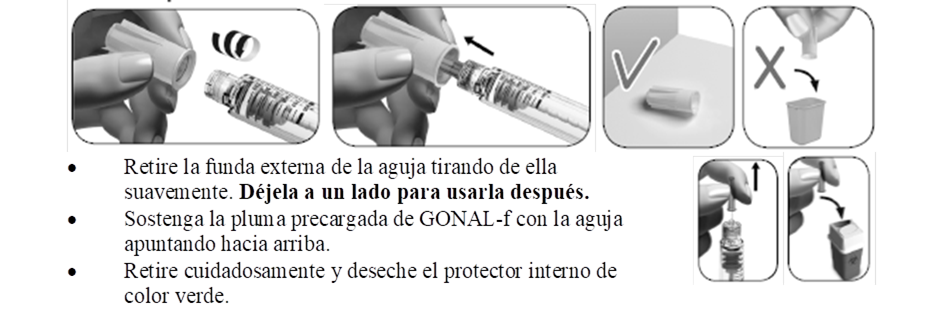 • Retire la funda externa de la aguja tirando de ella
suavemente. Déjela a un lado para usarla después.
• Sostenga la pluma precargada de GONAL-f con la aguja
apuntando hacia arriba.
• Retire cuidadosamente y deseche el protector interno de
color verde.